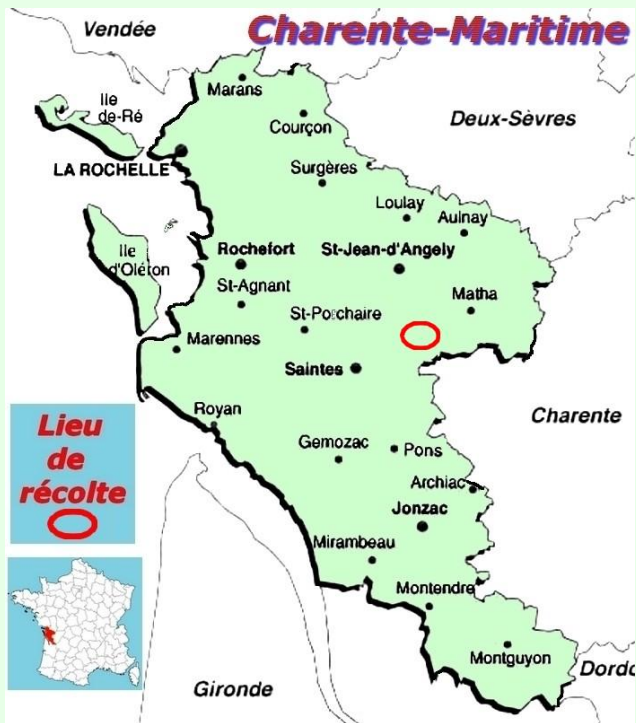 Charente-Maritime
Vendée
Marans
Ile
de-Ré
Courçon
Deux-Sèvres
LA ROCHELLE
Surgères
Loulay
Aulnay
Ile
d'Oléron
Rochefort
St-Jean-d'Angely
St-Agnant
Matha
St-Porchaire
Marennes
Saintes
Charente
Royan
Lieu
de
récolte
Gemozac
Pons
Archiac
Jonzac
Mirambeau
Montendre
Montguyon
Dordo
Gironde